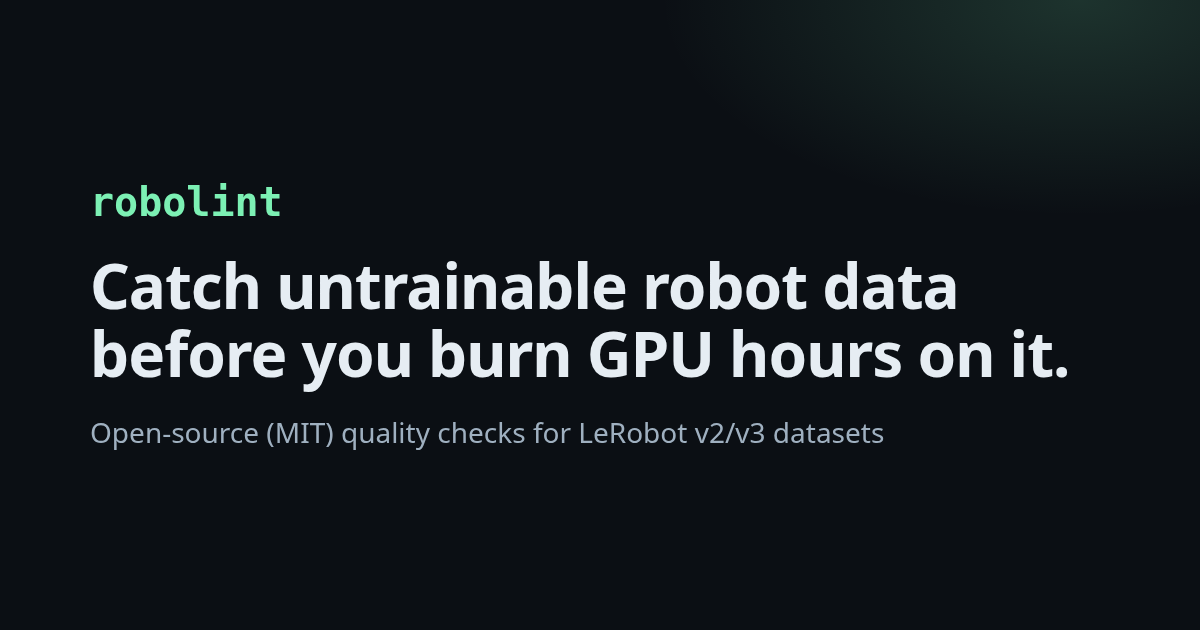 robolint
Catch untrainable robot data
before you burn GPU hours on it.
Open-source (MIT) quality checks for LeRobot v2/v3 datasets